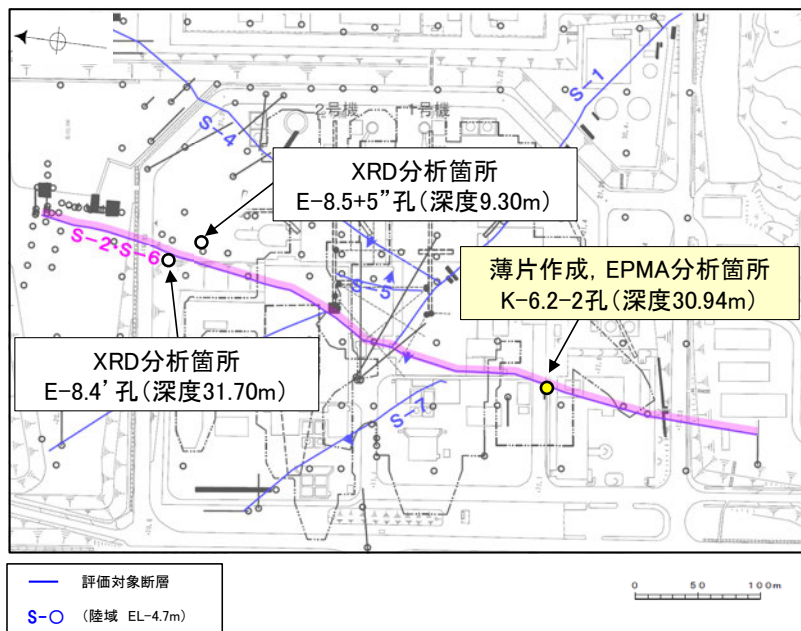 2号機
1号機
S-1
S-4
XRD分析箇所
E-8.5+5”孔(深度9.30m)
S-2・S-6
S-5
薄片作成, EPMA分析箇所
K-6.2-2孔(深度30.94m)
XRD分析箇所
E-8.4’孔(深度31.70m)
S-7
評価対象断層
S-○ (陸域 EL-4.7m)
0 50 100m